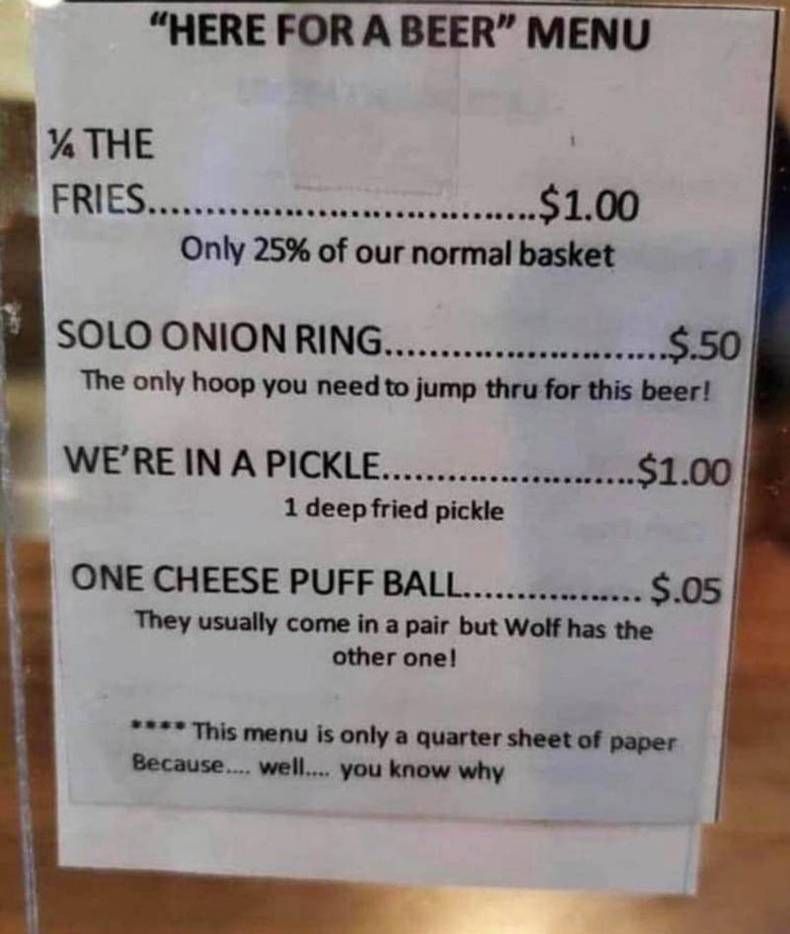 “HERE FOR A BEER” MENU
¼ THE
FRIES....................................$1.00
Only 25% of our normal basket
SOLO ONION RING...........................$.50
The only hoop you need to jump thru for this beer!
WE’RE IN A PICKLE........................$1.00
1 deep fried pickle
ONE CHEESE PUFF BALL................. $.05
They usually come in a pair but Wolf has the
other one!
**** This menu is only a quarter sheet of paper
Because.... well.... you know why